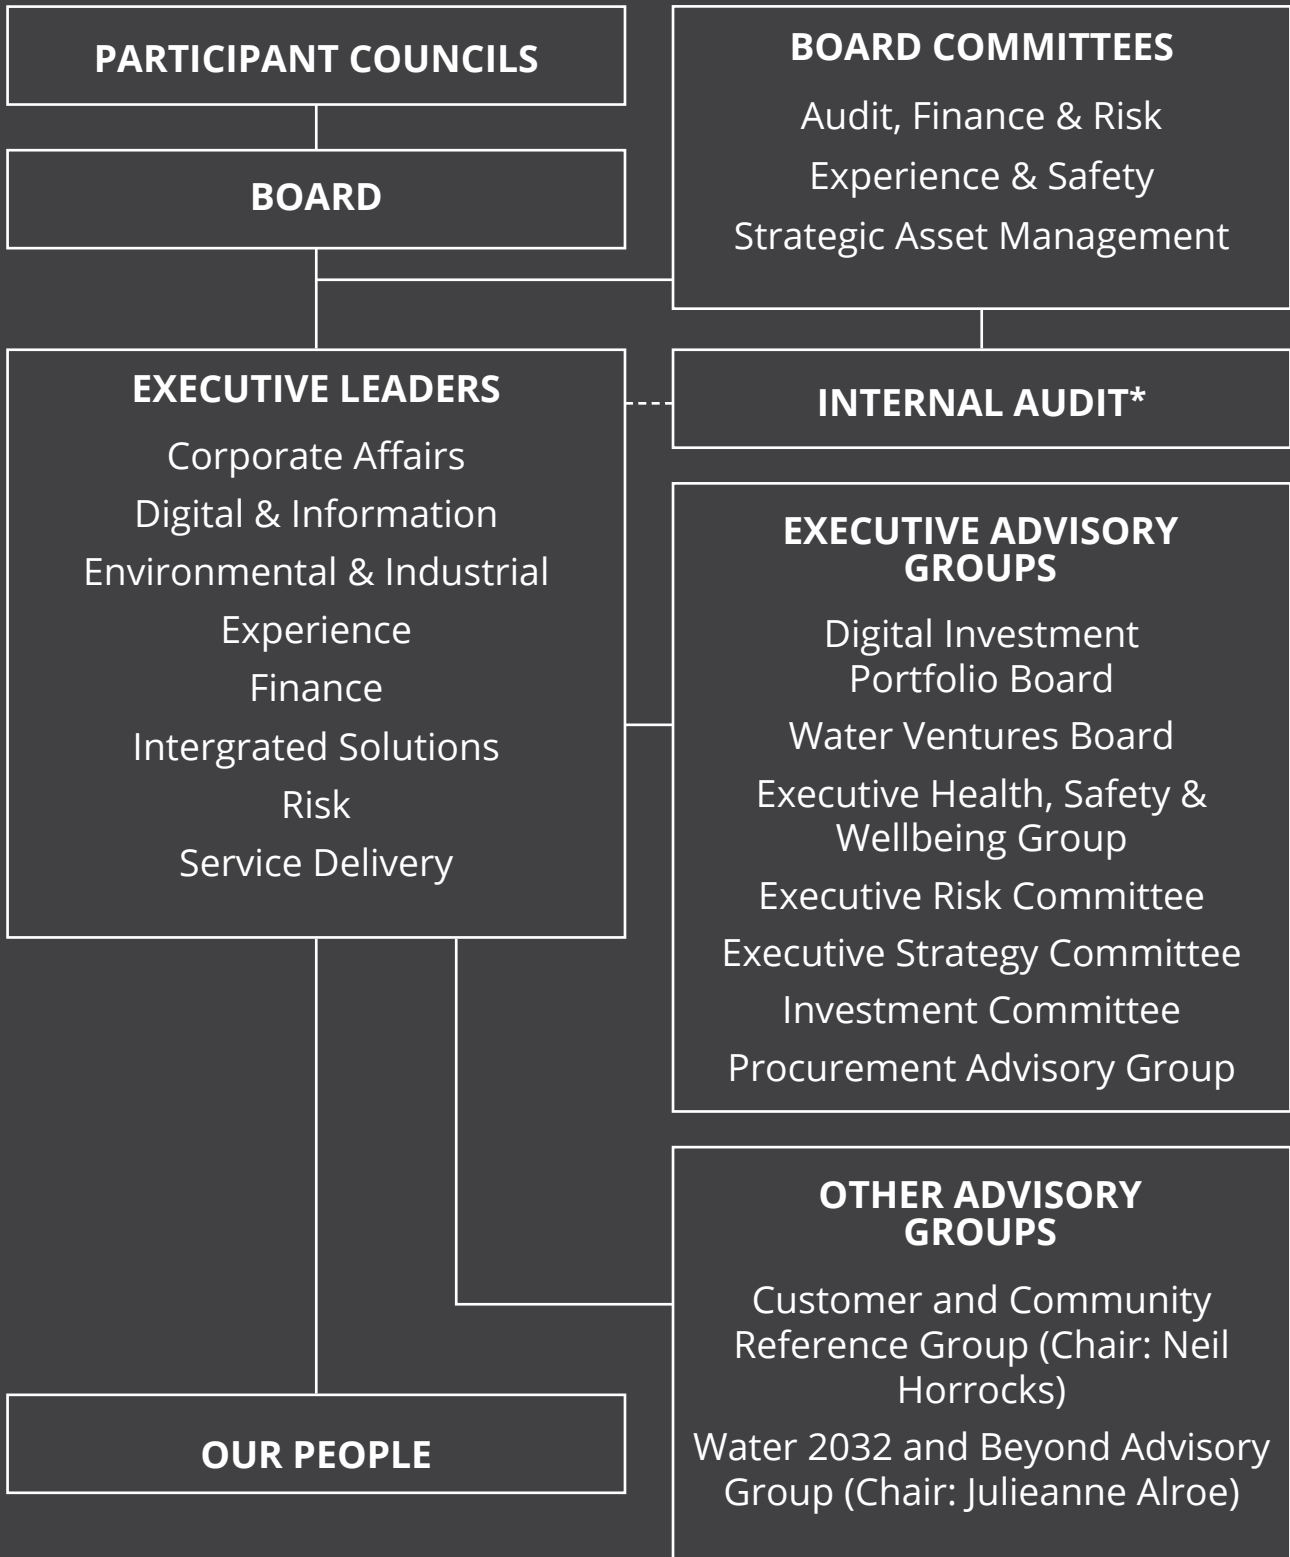 PARTICIPANT COUNCILS
BOARD
BOARD COMMITTEES
Audit, Finance & Risk
Experience & Safety
Strategic Asset Management
EXECUTIVE LEADERS
Corporate Affairs
Digital & Information
Environmental & Industrial
Experience
Finance
Intergrated Solutions
Risk
Service Delivery
INTERNAL AUDIT*
EXECUTIVE ADVISORY
GROUPS
Digital Investment
Portfolio Board
Water Ventures Board
Executive Health, Safety &
Wellbeing Group
Executive Risk Committee
Executive Strategy Committee
Investment Committee
Procurement Advisory Group
OTHER ADVISORY
GROUPS
Customer and Community
Reference Group (Chair: Neil
Horrocks)
Water 2032 and Beyond Advisory
Group (Chair: Julieanne Alroe)
OUR PEOPLE